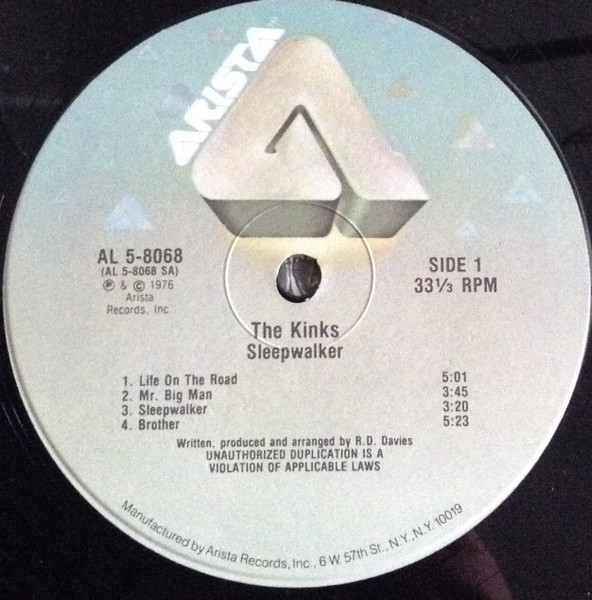 ARISTA
AL 5-8068
(AL 5-8068 SA)
℗ & © 1976
Arista
Records, Inc.
SIDE 1
33⅓ RPM
The Kinks
Sleepwalker
1. Life On The Road 5:01
2. Mr. Big Man 3:45
3. Sleepwalker 3:20
4. Brother 5:23
Written, produced and arranged by R.D. Davies
UNAUTHORIZED DUPLICATION IS A
VIOLATION OF APPLICABLE LAWS
Manufactured by Arista Records, Inc., 6 W. 57th St., N.Y., N.Y. 10019